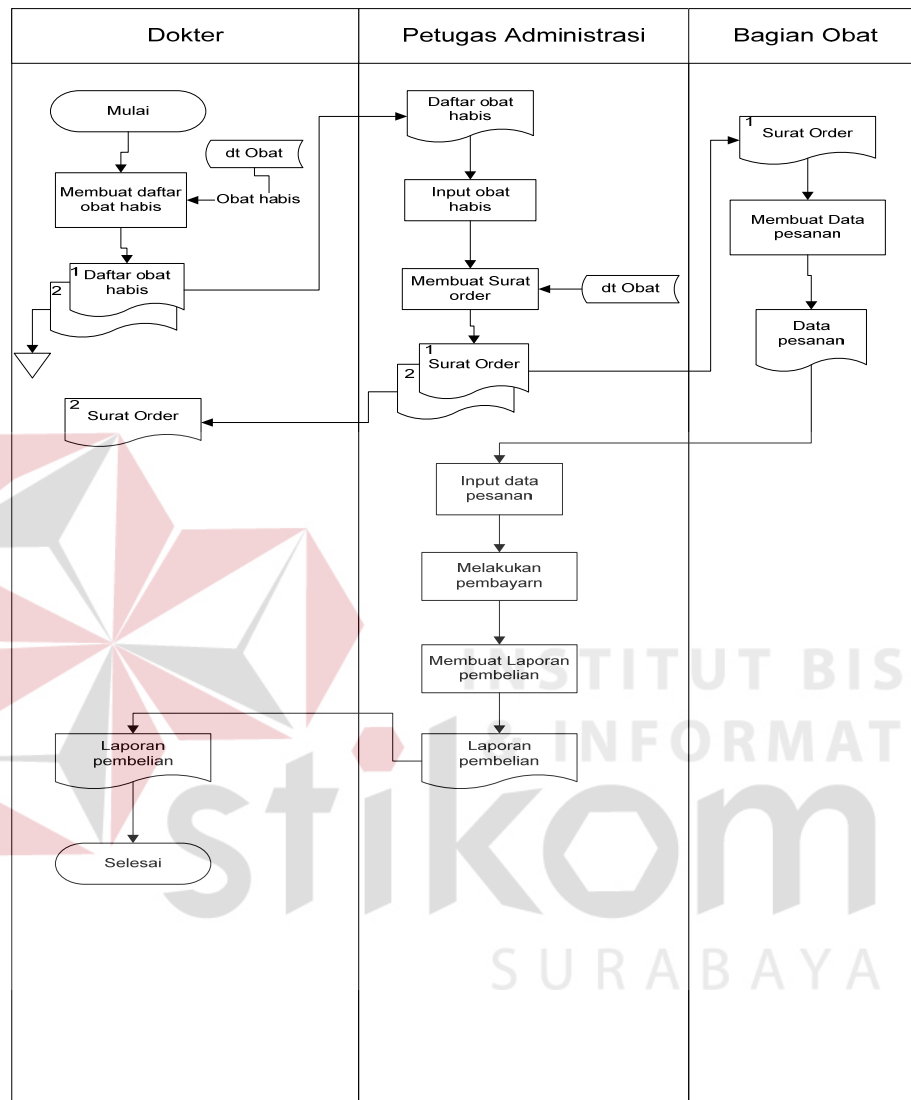 Dokter
Petugas Administrasi
Bagian Obat
Mulai
dt Obat
Membuat daftar
obat habis
Obat habis
1
Daftar obat
habis
2
2
Surat Order
Laporan
pembelian
Selesai
Daftar obat
habis
Input obat
habis
Membuat Surat
order
dt Obat
1
Surat Order
2
Input data
pesanan
Melakukan
pembayarn
Membuat Laporan
pembelian
Laporan
pembelian
1
Surat Order
Membuat Data
pesanan
Data
pesanan
INSTITUT BIS
& INFORMAT
stikom
SURABAYA